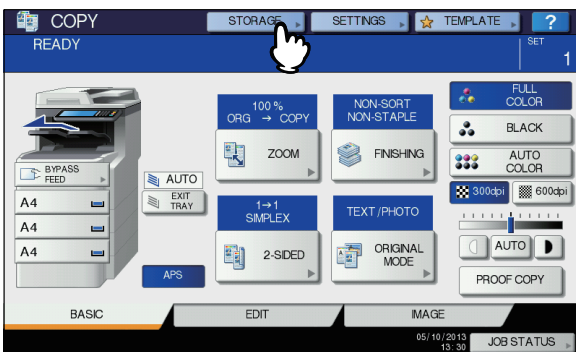 COPY
STORAGE
SETTINGS
TEMPLATE
?
READY
SET
1
BYPASS
FEED
A4
A4
A4
A4
AUTO
EXIT
TRAY
APS
100 %
ORG → COPY
ZOOM
NON-SORT
NON-STAPLE
FINISHING
1→1
SIMPLEX
2-SIDED
TEXT/PHOTO
ORIGINAL
MODE
FULL
COLOR
BLACK
AUTO
COLOR
300dpi
600dpi
AUTO
PROOF COPY
BASIC
EDIT
IMAGE
05/10/2013
13:30
JOB STATUS